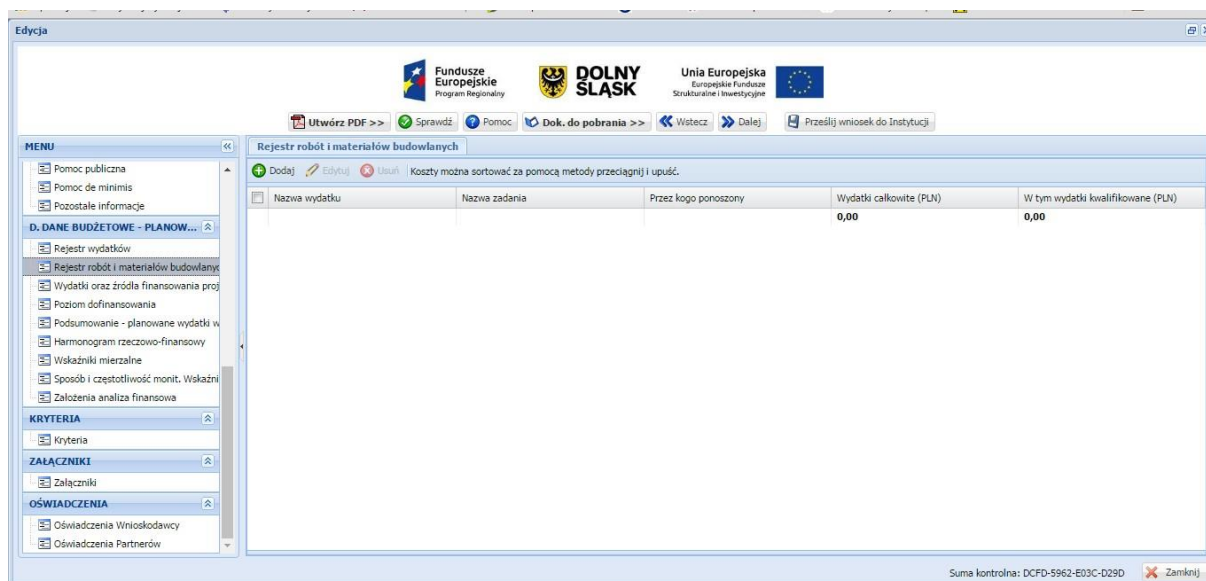 Edycja
Fundusze
Europejskie
Program Regionalny
DOLNY
ŚLĄSK
Unia Europejska
Europejskie Fundusze
Strukturalne i Inwestycyjne
Utwórz PDF >> Sprawdź Pomoc Dok. do pobrania >> Wstecz Dalej Prześlij wniosek do Instytucji
MENU
Pomoc publiczna
Pomoc de minimis
Pozostałe informacje
D. DANE BUDŻETOWE - PLANOW...
Rejestr wydatków
Rejestr robót i materiałów budowlanyc
Wydatki oraz źródła finansowania proj
Poziom dofinansowania
Podsumowanie - planowane wydatki w
Harmonogram rzeczowo-finansowy
Wskaźniki mierzalne
Sposób i częstotliwość monit. Wskaźni
Założenia analiza finansowa
KRYTERIA
Kryteria
ZAŁĄCZNIKI
Załączniki
OŚWIADCZENIA
Oświadczenia Wnioskodawcy
Oświadczenia Partnerów
Rejestr robót i materiałów budowlanych
Dodaj Edytuj Usuń Koszty można sortować za pomocą metody przeciągnij i upuść.
Nazwa wydatku Nazwa zadania Przez kogo ponoszony Wydatki całkowite (PLN) W tym wydatki kwalifikowane (PLN)
0,00 0,00
Suma kontrolna: DCFD-5962-E03C-D29D Zamknij